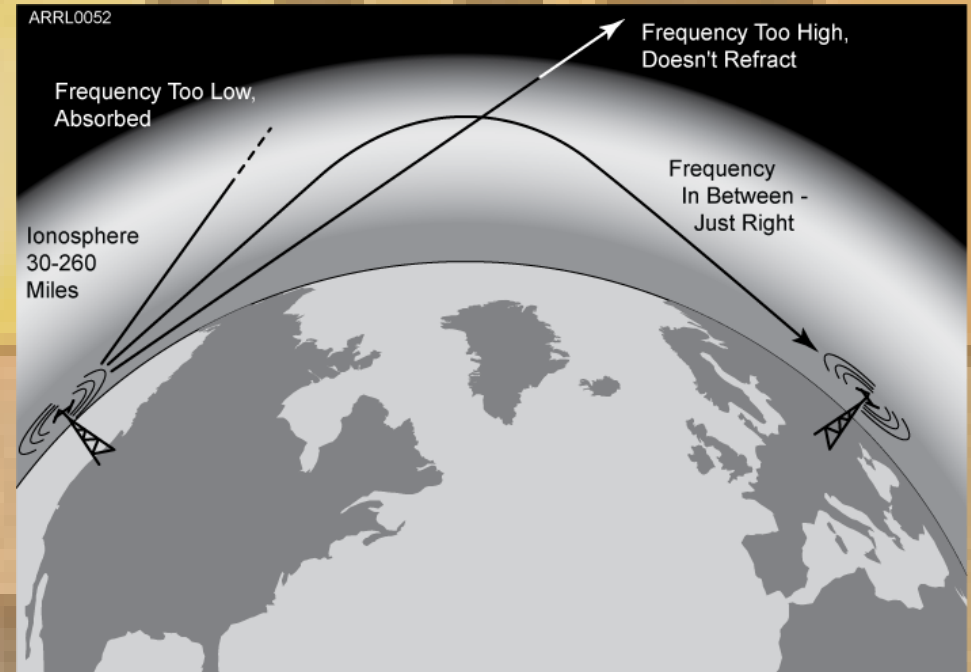 ARRL0052
Frequency Too High,
Doesn't Refract
Frequency Too Low,
Absorbed
Frequency
In Between -
Just Right
Ionosphere
30-260
Miles